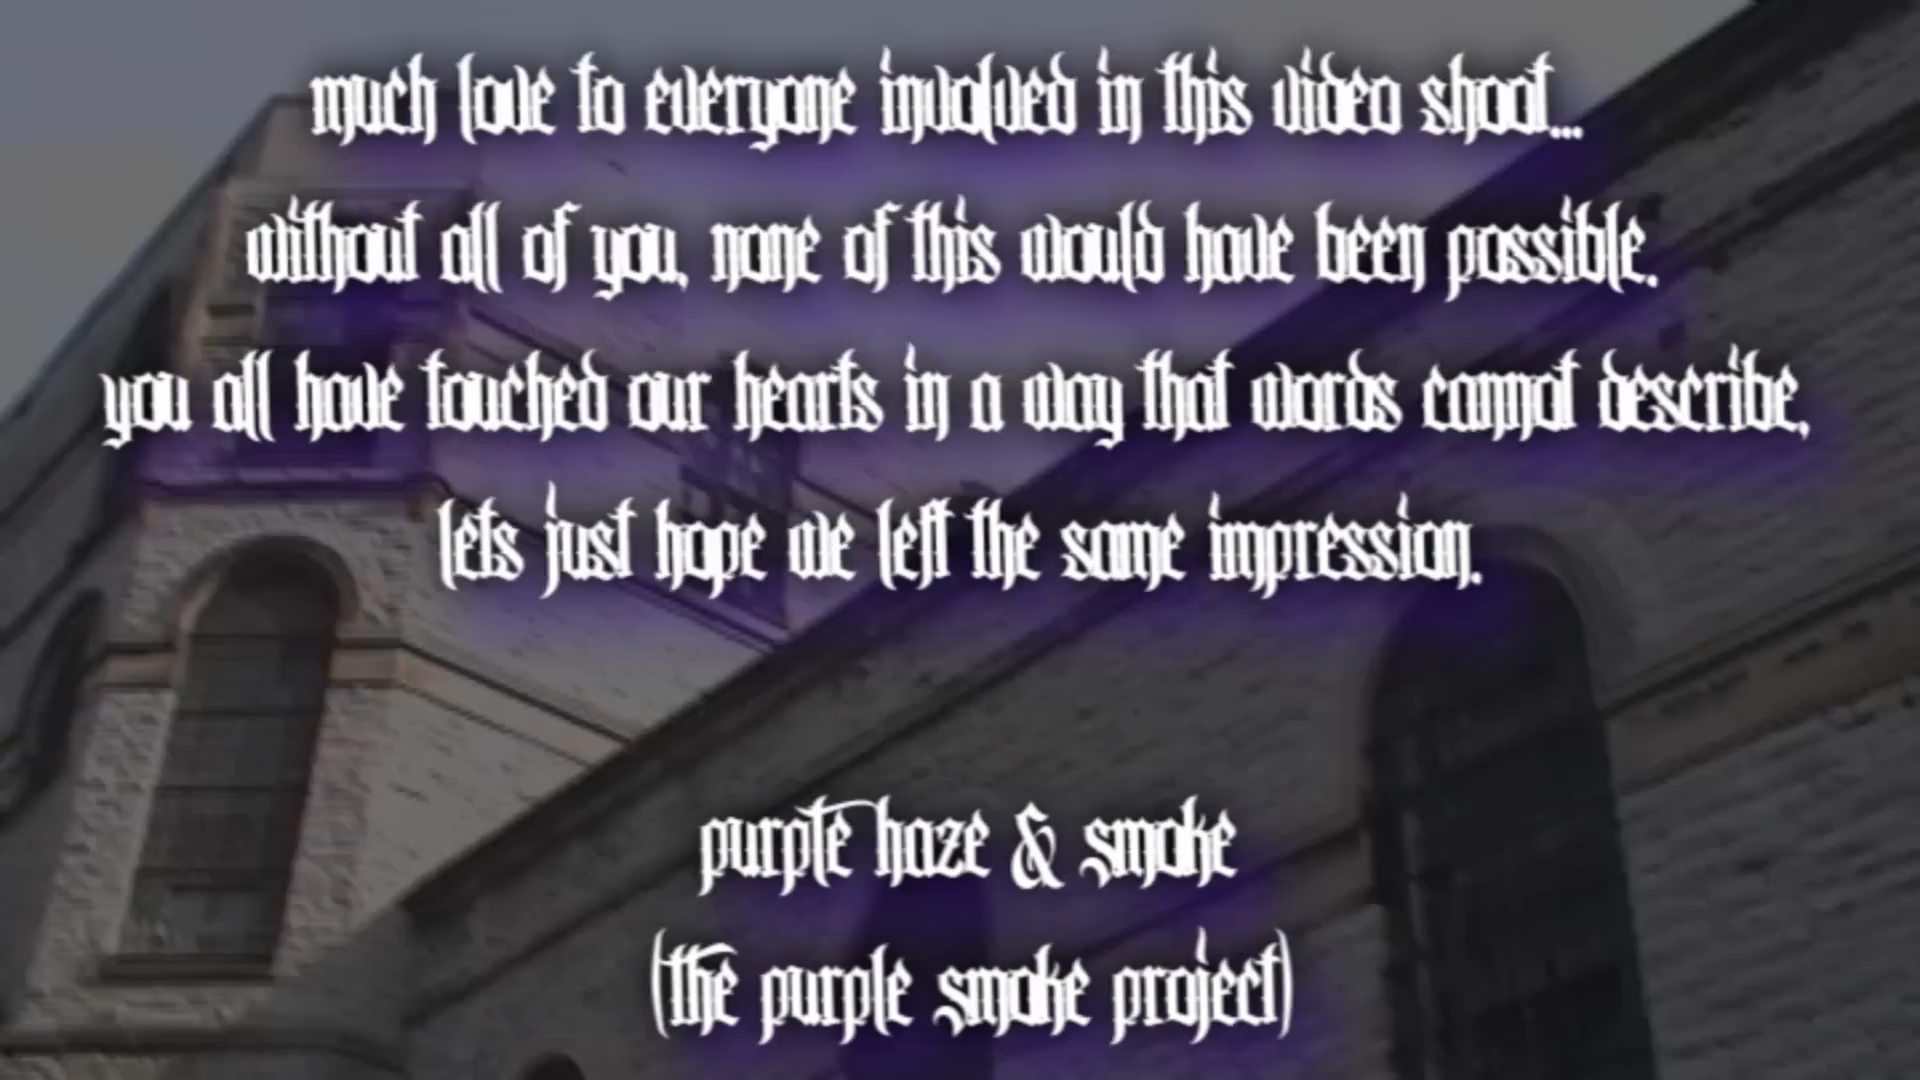 much love to everyone involved in this video shoot...
without all of you, none of this would have been possible.
you all have touched our hearts in a way that words cannot describe,
lets just hope we left the same impression.
purple haze & smoke
(the purple smoke project)